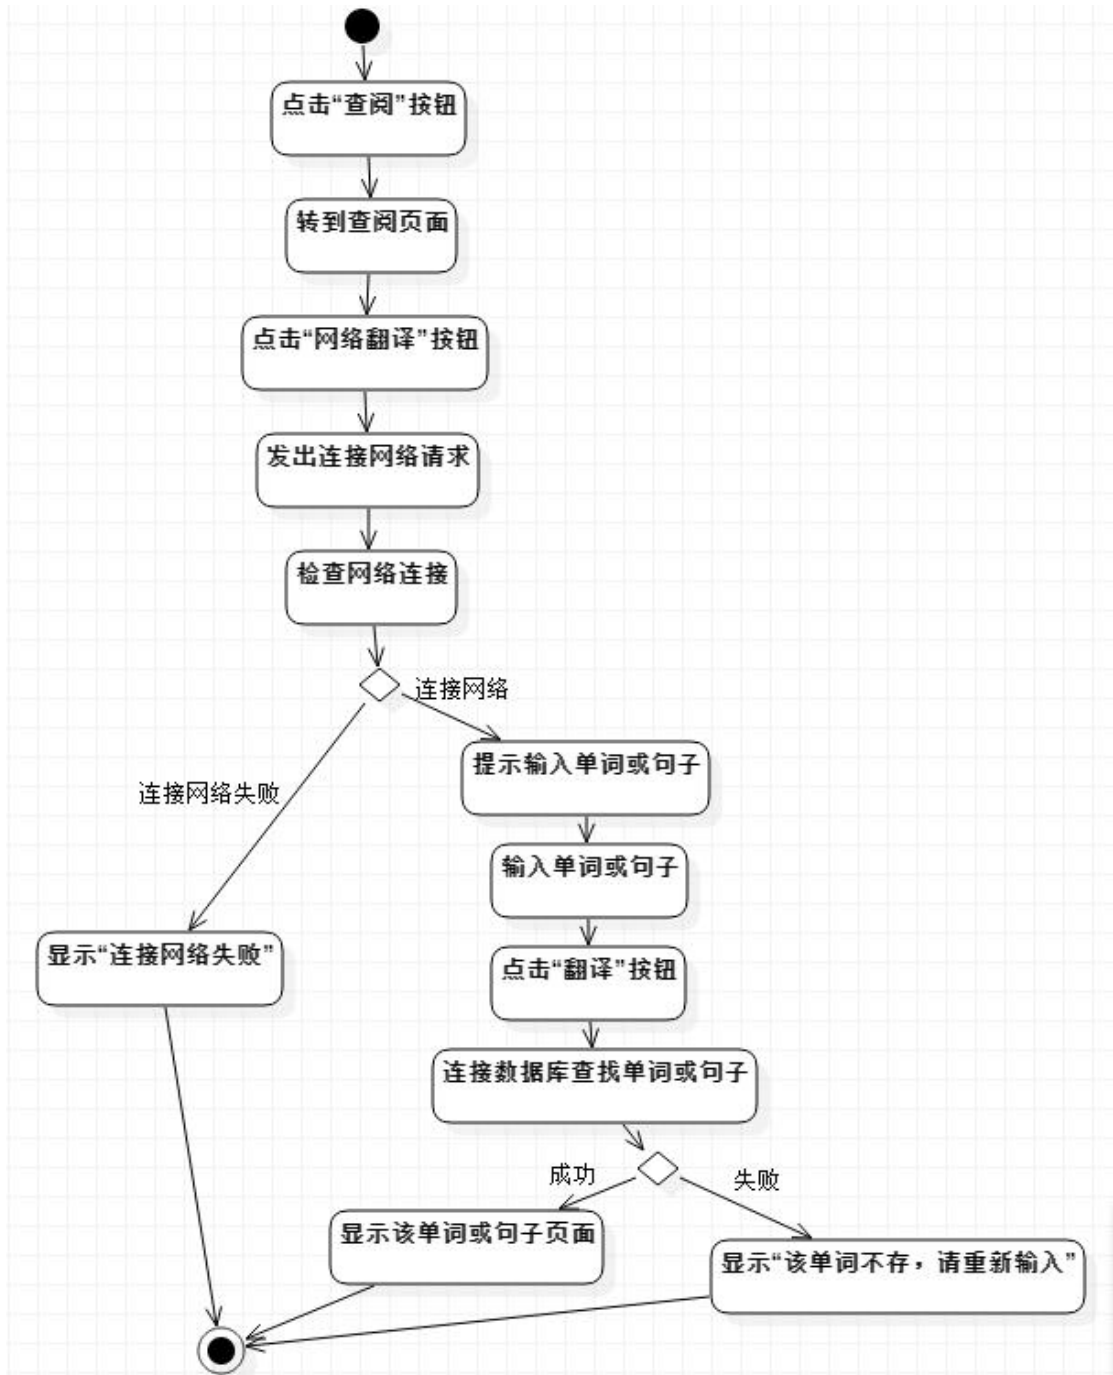 点击“查阅”按钮
转到查阅页面
点击“网络翻译”按钮
发出连接网络请求
检查网络连接
连接网络
提示输入单词或句子
连接网络失败
输入单词或句子
显示“连接网络失败”
点击“翻译”按钮
连接数据库查找单词或句子
成功
失败
显示该单词或句子页面
显示“该单词不存，请重新输入”